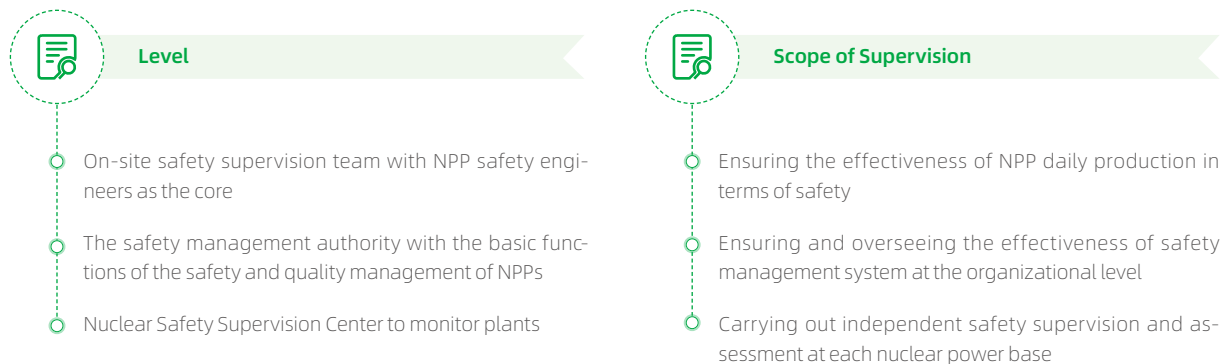 Level
On-site safety supervision team with NPP safety engi-
neers as the core
The safety management authority with the basic func-
tions of the safety and quality management of NPPs
Nuclear Safety Supervision Center to monitor plants
Scope of Supervision
Ensuring the effectiveness of NPP daily production in
terms of safety
Ensuring and overseeing the effectiveness of safety
management system at the organizational level
Carrying out independent safety supervision and as-
sessment at each nuclear power base